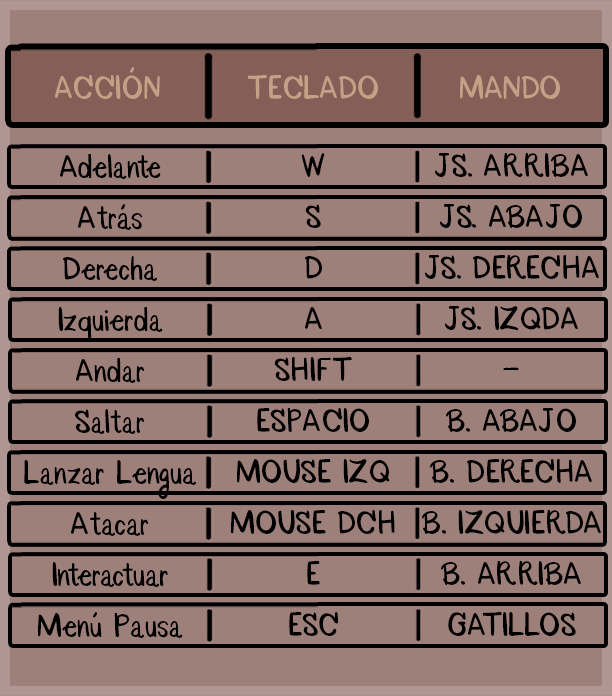 ACCIÓN TECLADO MANDO
Adelante W JS. ARRIBA
Atrás S JS. ABAJO
Derecha D JS. DERECHA
Izquierda A JS. IZQDA
Andar SHIFT –
Saltar ESPACIO B. ABAJO
Lanzar Lengua MOUSE IZQ B. DERECHA
Atacar MOUSE DCH B. IZQUIERDA
Interactuar E B. ARRIBA
Menú Pausa ESC GATILLOS